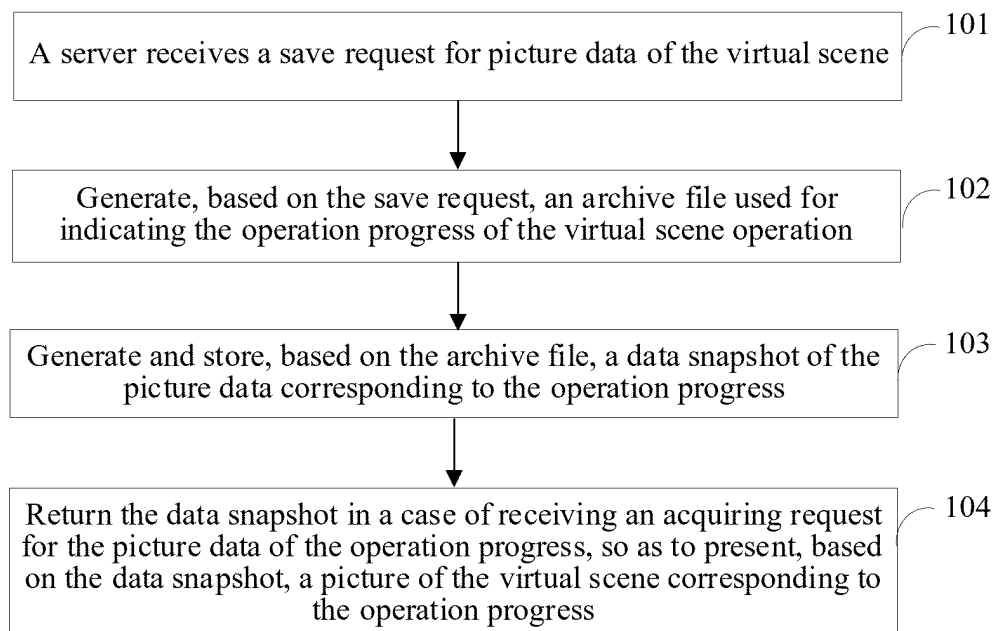 101
A server receives a save request for picture data of the virtual scene
102
Generate, based on the save request, an archive file used for
indicating the operation progress of the virtual scene operation
103
Generate and store, based on the archive file, a data snapshot of the
picture data corresponding to the operation progress
104
Return the data snapshot in a case of receiving an acquiring request
for the picture data of the operation progress, so as to present, based
on the data snapshot, a picture of the virtual scene corresponding to
the operation progress